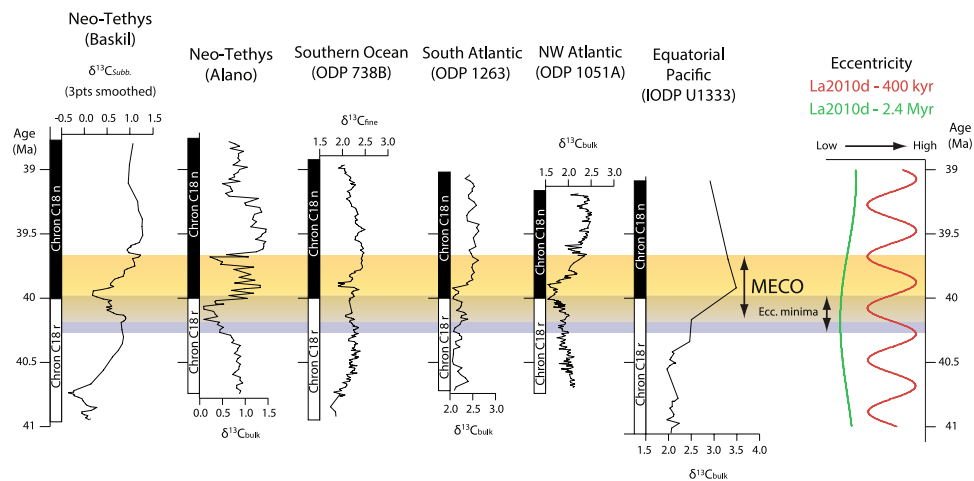 Neo-Tethys
(Baskil)
δ13CSubb.
(3pts smoothed)
Neo-Tethys
(Alano)
Southern Ocean
(ODP 738B)
South Atlantic
(ODP 1263)
NW Atlantic
(ODP 1051A)
Equatorial
Pacific
(IODP U1333)
Eccentricity
La2010d - 400 kyr
La2010d - 2.4 Myr
Age
(Ma)
-0.5 0.0 0.5 1.0 1.5
δ13Cfine
1.5 2.0 2.5 3.0
δ13Cbulk
1.5 2.0 2.5 3.0
Low High
Age
(Ma)
39
39.5
40
40.5
41
Chron C18 n
Chron C18 r
Chron C18 n
Chron C18 r
Chron C18 n
Chron C18 r
Chron C18 n
Chron C18 r
Chron C18 n
Chron C18 r
Chron C18 n
Chron C18 r
MECO
Ecc. minima
39
39.5
40
40.5
41
0.0 0.5 1.0 1.5
δ13Cbulk
2.0 2.5 3.0
δ13Cbulk
1.5 2.0 2.5 3.0 3.5 4.0
δ13Cbulk